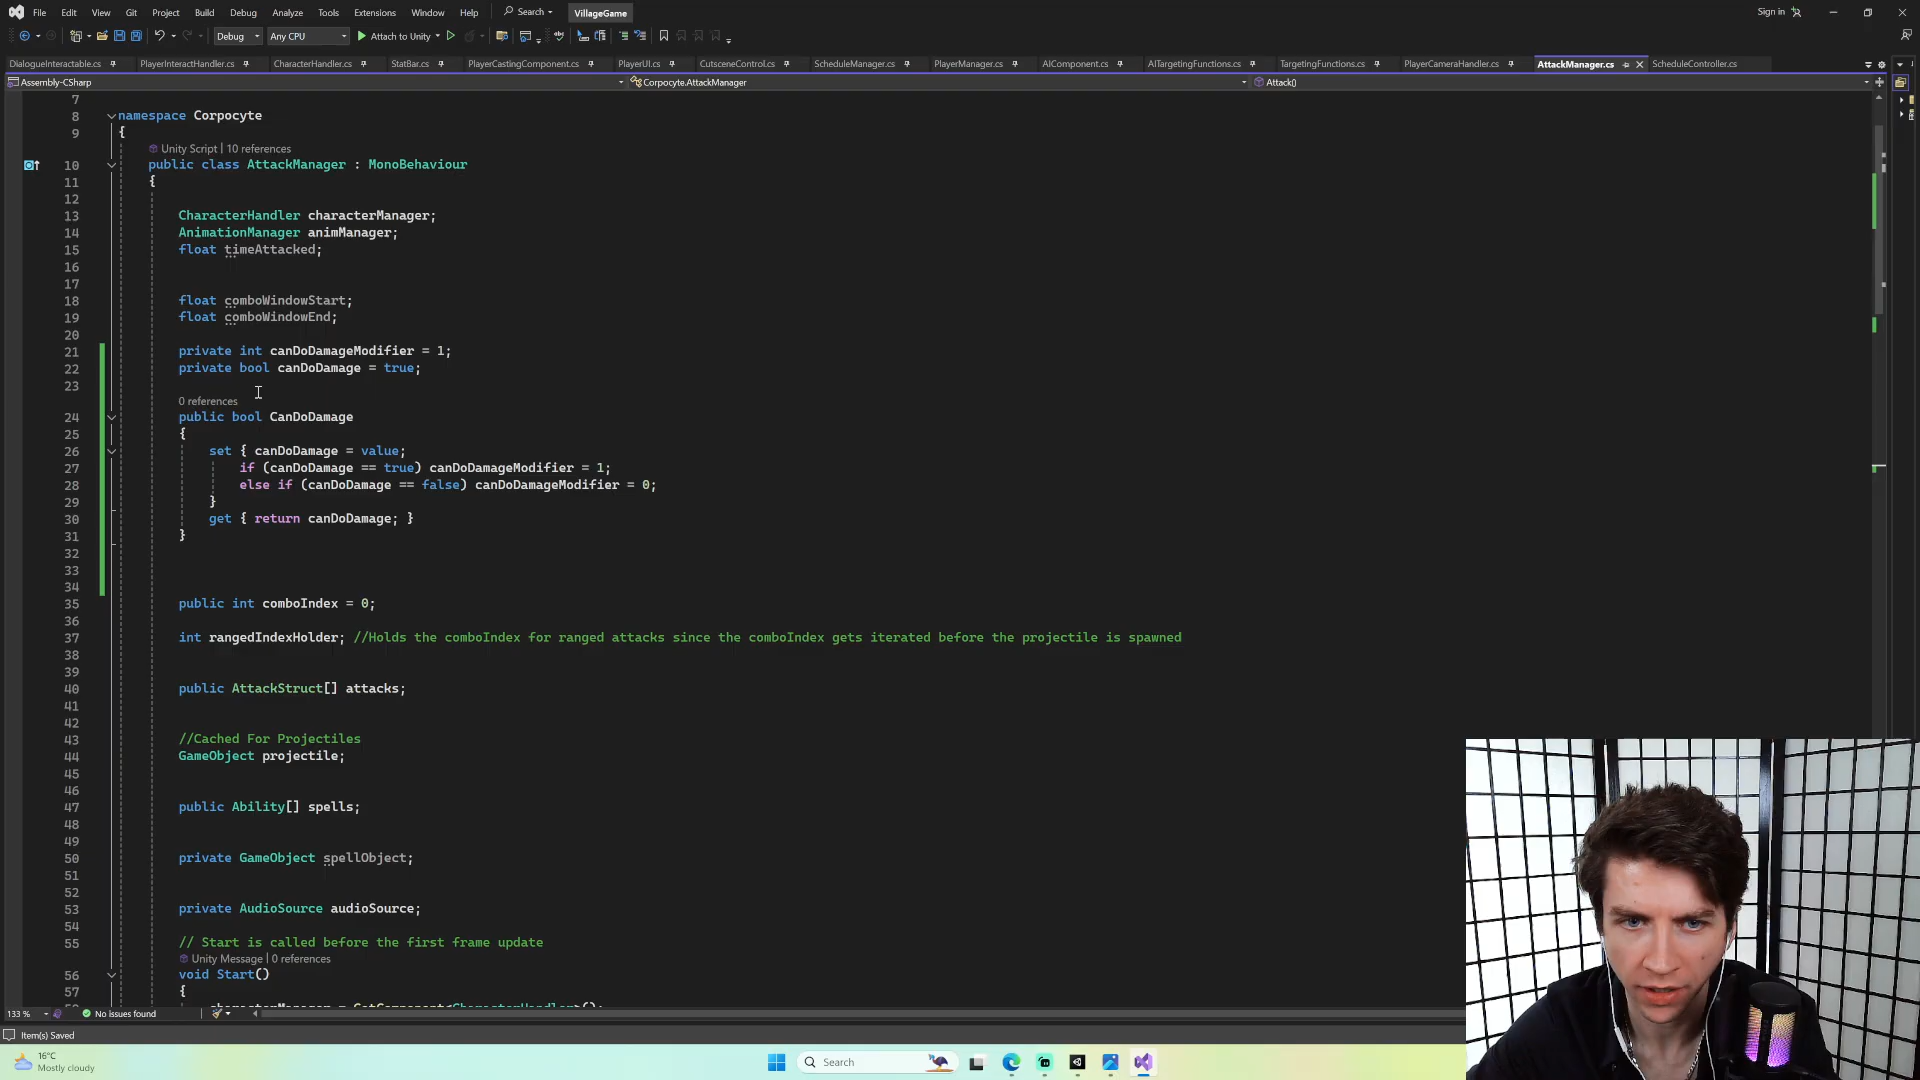 File Edit View Git Project Build Debug Analyze Tools Extensions Window Help Search VillageGame Sign in
Debug Any CPU Attach to Unity
DialogueInteractable.cs PlayerInteractHandler.cs CharacterHandler.cs StatBar.cs PlayerCastingComponent.cs PlayerUI.cs CutsceneControl.cs ScheduleManager.cs PlayerManager.cs AIComponent.cs AITargetingFunctions.cs TargetingFunctions.cs PlayerCameraHandler.cs AttackManager.cs ScheduleController.cs
Assembly-CSharp Corpocyte.AttackManager Attack()
7
8 namespace Corpocyte
9 {
Unity Script | 10 references
10 public class AttackManager : MonoBehaviour
11 {
12
13 CharacterHandler characterManager;
14 AnimationManager animManager;
15 float timeAttacked;
16
17
18 float comboWindowStart;
19 float comboWindowEnd;
20
21 private int canDoDamageModifier = 1;
22 private bool canDoDamage = true;
23
0 references
24 public bool CanDoDamage
25 {
26 set { canDoDamage = value;
27 if (canDoDamage == true) canDoDamageModifier = 1;
28 else if (canDoDamage == false) canDoDamageModifier = 0;
29 }
30 get { return canDoDamage; }
31 }
32
33
34
35 public int comboIndex = 0;
36
37 int rangedIndexHolder; //Holds the comboIndex for ranged attacks since the comboIndex gets iterated before the projectile is spawned
38
39
40 public AttackStruct[] attacks;
41
42
43 //Cached For Projectiles
44 GameObject projectile;
45
46
47 public Ability[] spells;
48
49
50 private GameObject spellObject;
51
52
53 private AudioSource audioSource;
54
55 // Start is called before the first frame update
Unity Message | 0 references
56 void Start()
57 {
characterManager = GetComponent<CharacterHandler>();
133 % No issues found
Item(s) Saved
16°C
Mostly cloudy
Search